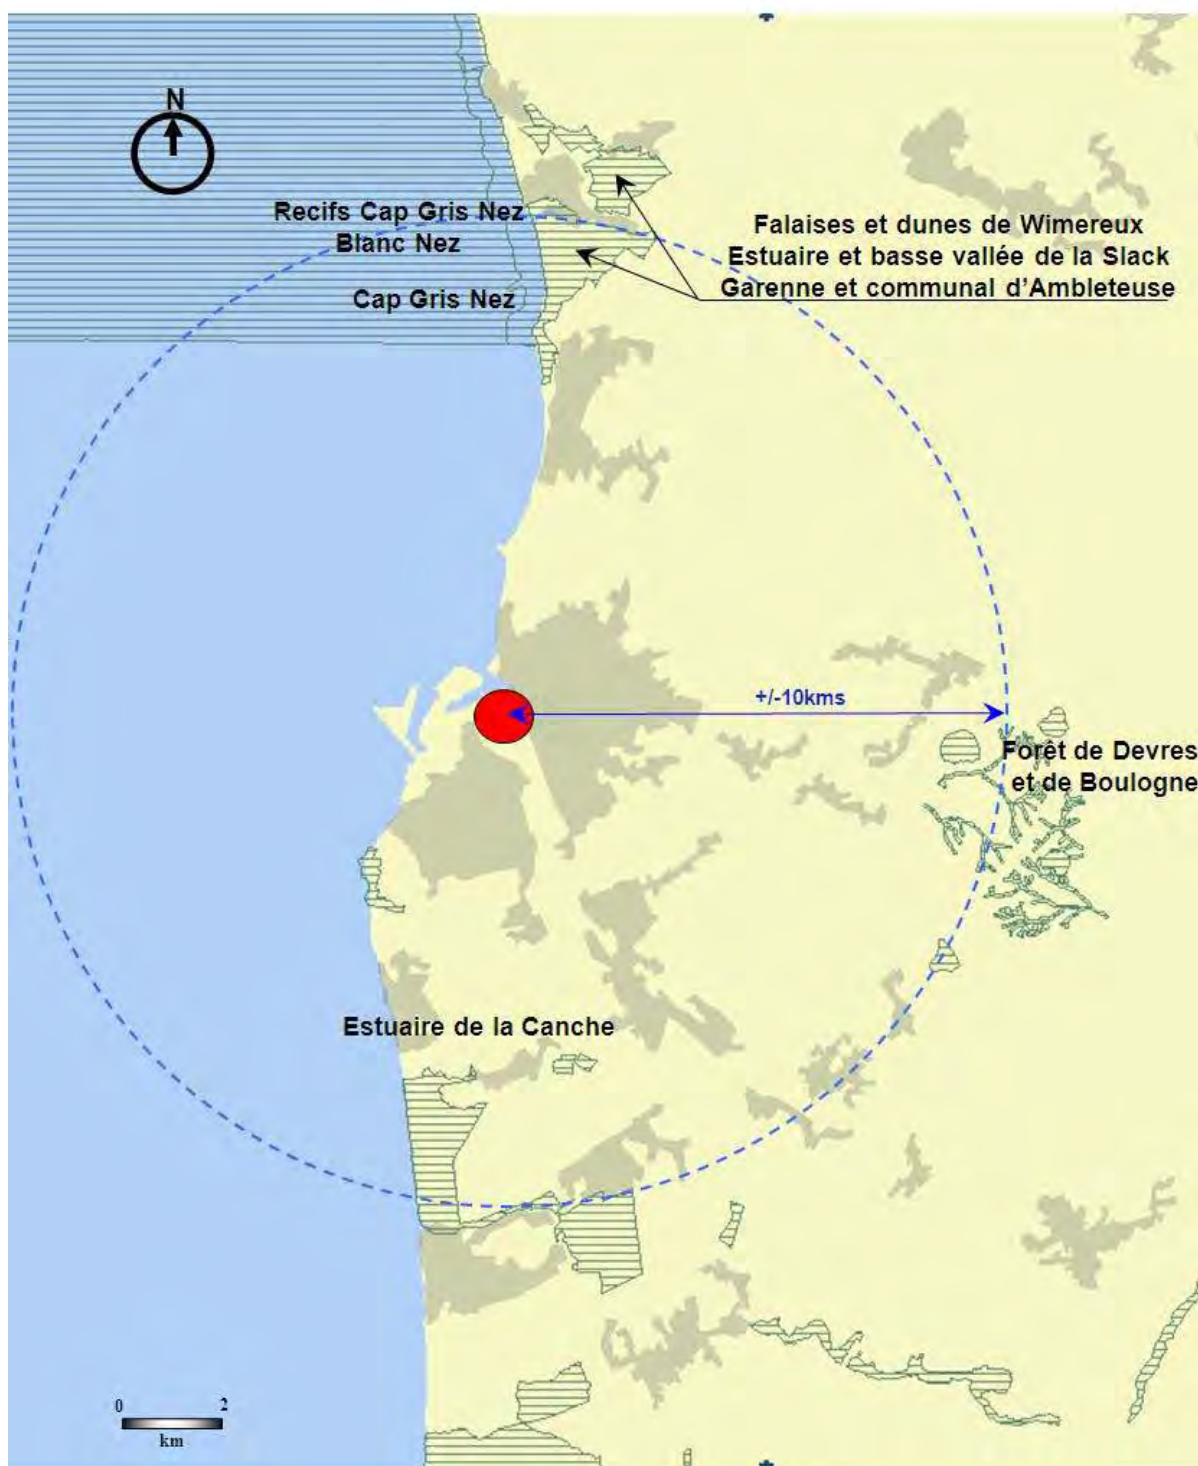 N
Recifs Cap Gris Nez
Blanc Nez
Cap Gris Nez
Falaises et dunes de Wimereux
Estuaire et basse vallée de la Slack
Garenne et communal d'Ambleteuse
+/-10kms
Forêt de Devres
et de Boulogne
Estuaire de la Canche
0 2
km